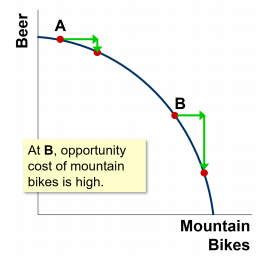 Beer
A
B
At B, opportunity
cost of mountain
bikes is high.
Mountain
Bikes